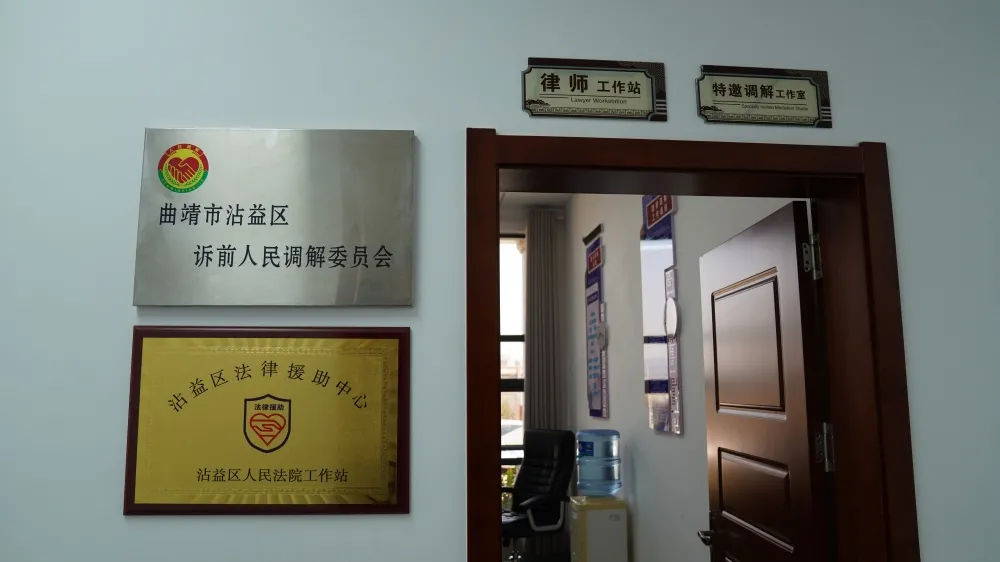 律师 工作站
Lawyer Workstation
特邀调解工作室
曲靖市沾益区
诉前人民调解委员会
沾益区法律援助中心
法律援助
沾益区人民法院工作站